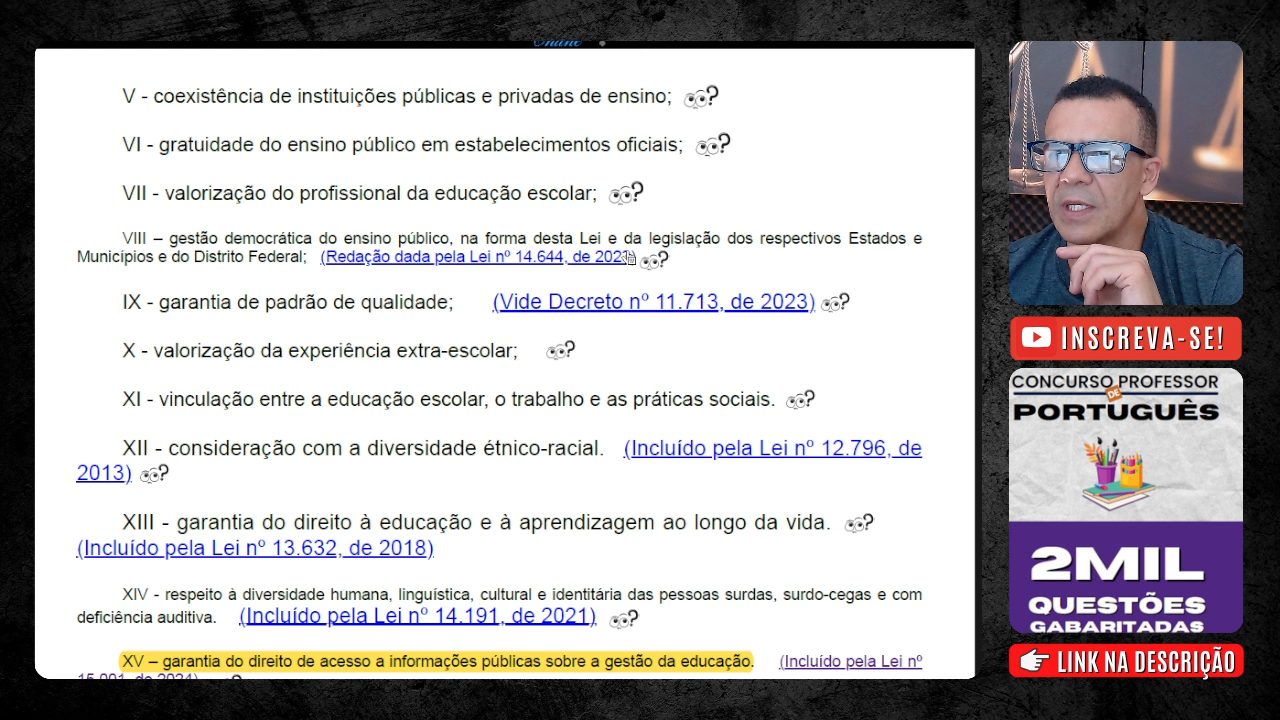 Online
V - coexistência de instituições públicas e privadas de ensino;
VI - gratuidade do ensino público em estabelecimentos oficiais;
VII - valorização do profissional da educação escolar;
VIII – gestão democrática do ensino público, na forma desta Lei e da legislação dos respectivos Estados e
Municípios e do Distrito Federal; (Redação dada pela Lei nº 14.644, de 2023)
IX - garantia de padrão de qualidade; (Vide Decreto nº 11.713, de 2023)
X - valorização da experiência extra-escolar;
XI - vinculação entre a educação escolar, o trabalho e as práticas sociais.
XII - consideração com a diversidade étnico-racial. (Incluído pela Lei nº 12.796, de
2013)
XIII - garantia do direito à educação e à aprendizagem ao longo da vida.
(Incluído pela Lei nº 13.632, de 2018)
XIV - respeito à diversidade humana, linguística, cultural e identitária das pessoas surdas, surdo-cegas e com
deficiência auditiva. (Incluído pela Lei nº 14.191, de 2021)
XV – garantia do direito de acesso a informações públicas sobre a gestão da educação. (Incluído pela Lei nº
15.001, de 2024)
INSCREVA-SE!
CONCURSO PROFESSOR
DE
PORTUGUÊS
2MIL
QUESTÕES
GABARITADAS
LINK NA DESCRIÇÃO